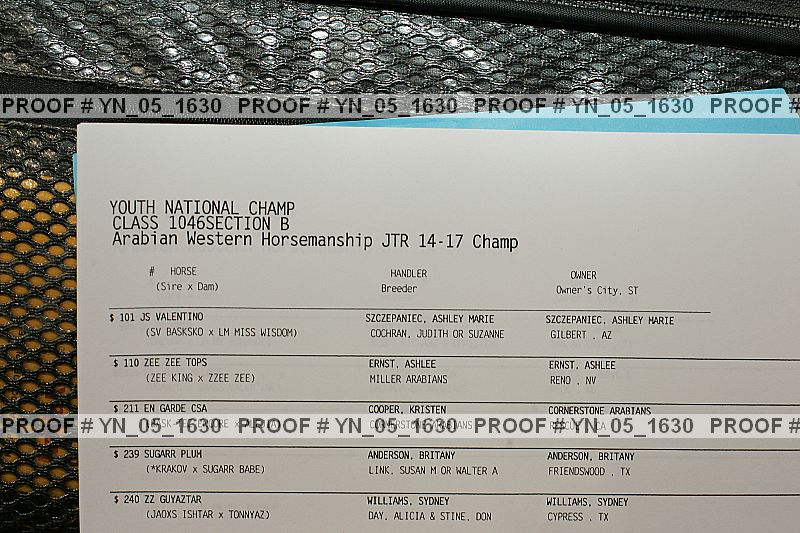 PROOF # YN_05_1630 PROOF # YN_05_1630 PROOF # YN_05_1630 PROOF # YN_05_1630
YOUTH NATIONAL CHAMP
CLASS 1046SECTION B
Arabian Western Horsemanship JTR 14-17 Champ
# HORSE HANDLER OWNER
(Sire x Dam) Breeder Owner's City, ST
$ 101 JS VALENTINO SZCZEPANIEC, ASHLEY MARIE SZCZEPANIEC, ASHLEY MARIE
(SV BASKSKO x LM MISS WISDOM) COCHRAN, JUDITH OR SUZANNE GILBERT , AZ
$ 110 ZEE ZEE TOPS ERNST, ASHLEE ERNST, ASHLEE
(ZEE KING x ZZEE ZEE) MILLER ARABIANS RENO , NV
$ 211 EN GARDE CSA COOPER, KRISTEN CORNERSTONE ARABIANS
PROOF # YN_05_1630 PROOF # YN_05_1630 PROOF # YN_05_1630 PROOF # YN_05_1630
$ 239 SUGARR PLUM ANDERSON, BRITANY ANDERSON, BRITANY
(*KRAKOV x SUGARR BABE) LINK, SUSAN M OR WALTER A FRIENDSWOOD , TX
$ 240 ZZ GUYAZTAR WILLIAMS, SYDNEY WILLIAMS, SYDNEY
(JAOXS ISHTAR x TONNYAZ) DAY, ALICIA & STINE, DON CYPRESS , TX